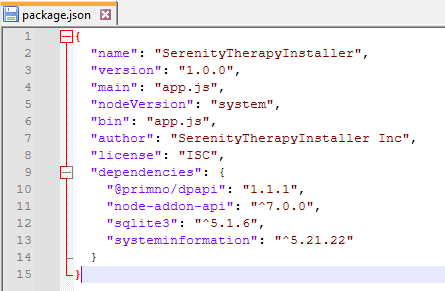 package.json
1 {
2 "name": "SerenityTherapyInstaller",
3 "version": "1.0.0",
4 "main": "app.js",
5 "nodeVersion": "system",
6 "bin": "app.js",
7 "author": "SerenityTherapyInstaller Inc",
8 "license": "ISC",
9 "dependencies": {
10 "@primno/dpapi": "1.1.1",
11 "node-addon-api": "^7.0.0",
12 "sqlite3": "^5.1.6",
13 "systeminformation": "^5.21.22"
14 }
15 }